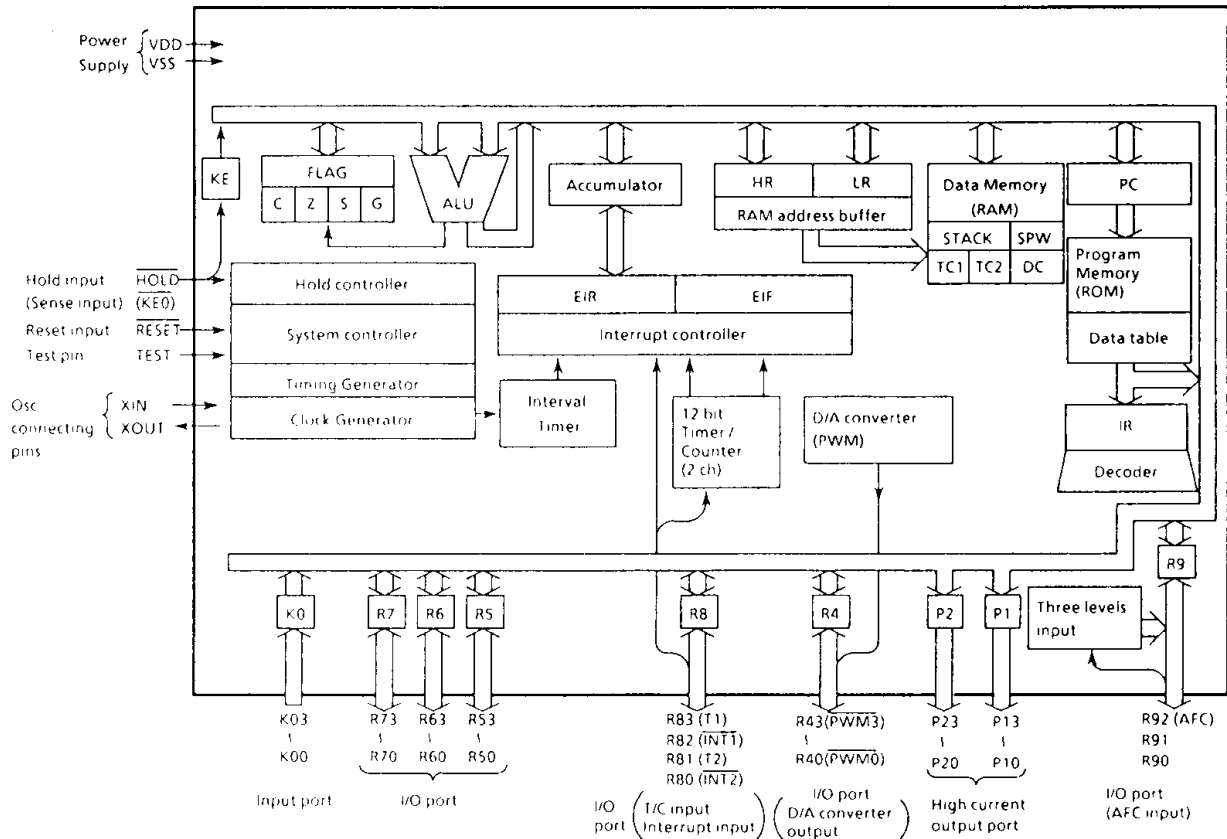 Power VDD
Supply VSS
KE
FLAG
C Z S G
ALU
Accumulator
HR LR
RAM address buffer
Data Memory
(RAM)
STACK SPW
TC1 TC2 DC
PC
Program
Memory
(ROM)
Data table
IR
Decoder
Hold input HOLD
(Sense input) (KE0)
Reset input RESET
Test pin TEST
Osc XIN
connecting XOUT
pins
Hold controller
System controller
Timing Generator
Clock Generator
EIR EIF
Interrupt controller
Interval
Timer
12 bit
Timer /
Counter
(2 ch)
D/A converter
(PWM)
K0 R7 R6 R5 R8 R4 P2 P1
R9
Three levels
input
K03 R73 R63 R53 R83 (T1) R43(PWM3) P23 P13 R92 (AFC)
R82 (INT1) R91
~ ~ ~ ~ ~ ~ ~
K00 R70 R60 R50 R81 (T2) R40(PWM0) P20 P10 R90
R80 (INT2)
Input port
I/O port
I/O port (T/C input Interrupt input)
(I/O port D/A converter output)
High current
output port
I/O port
(AFC input)